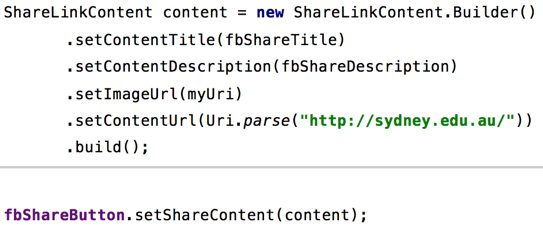 ShareLinkContent content = new ShareLinkContent.Builder()
.setContentTitle(fbShareTitle)
.setContentDescription(fbShareDescription)
.setImageUrl(myUri)
.setContentUrl(Uri.parse("http://sydney.edu.au/"))
.build();
fbShareButton.setShareContent(content);